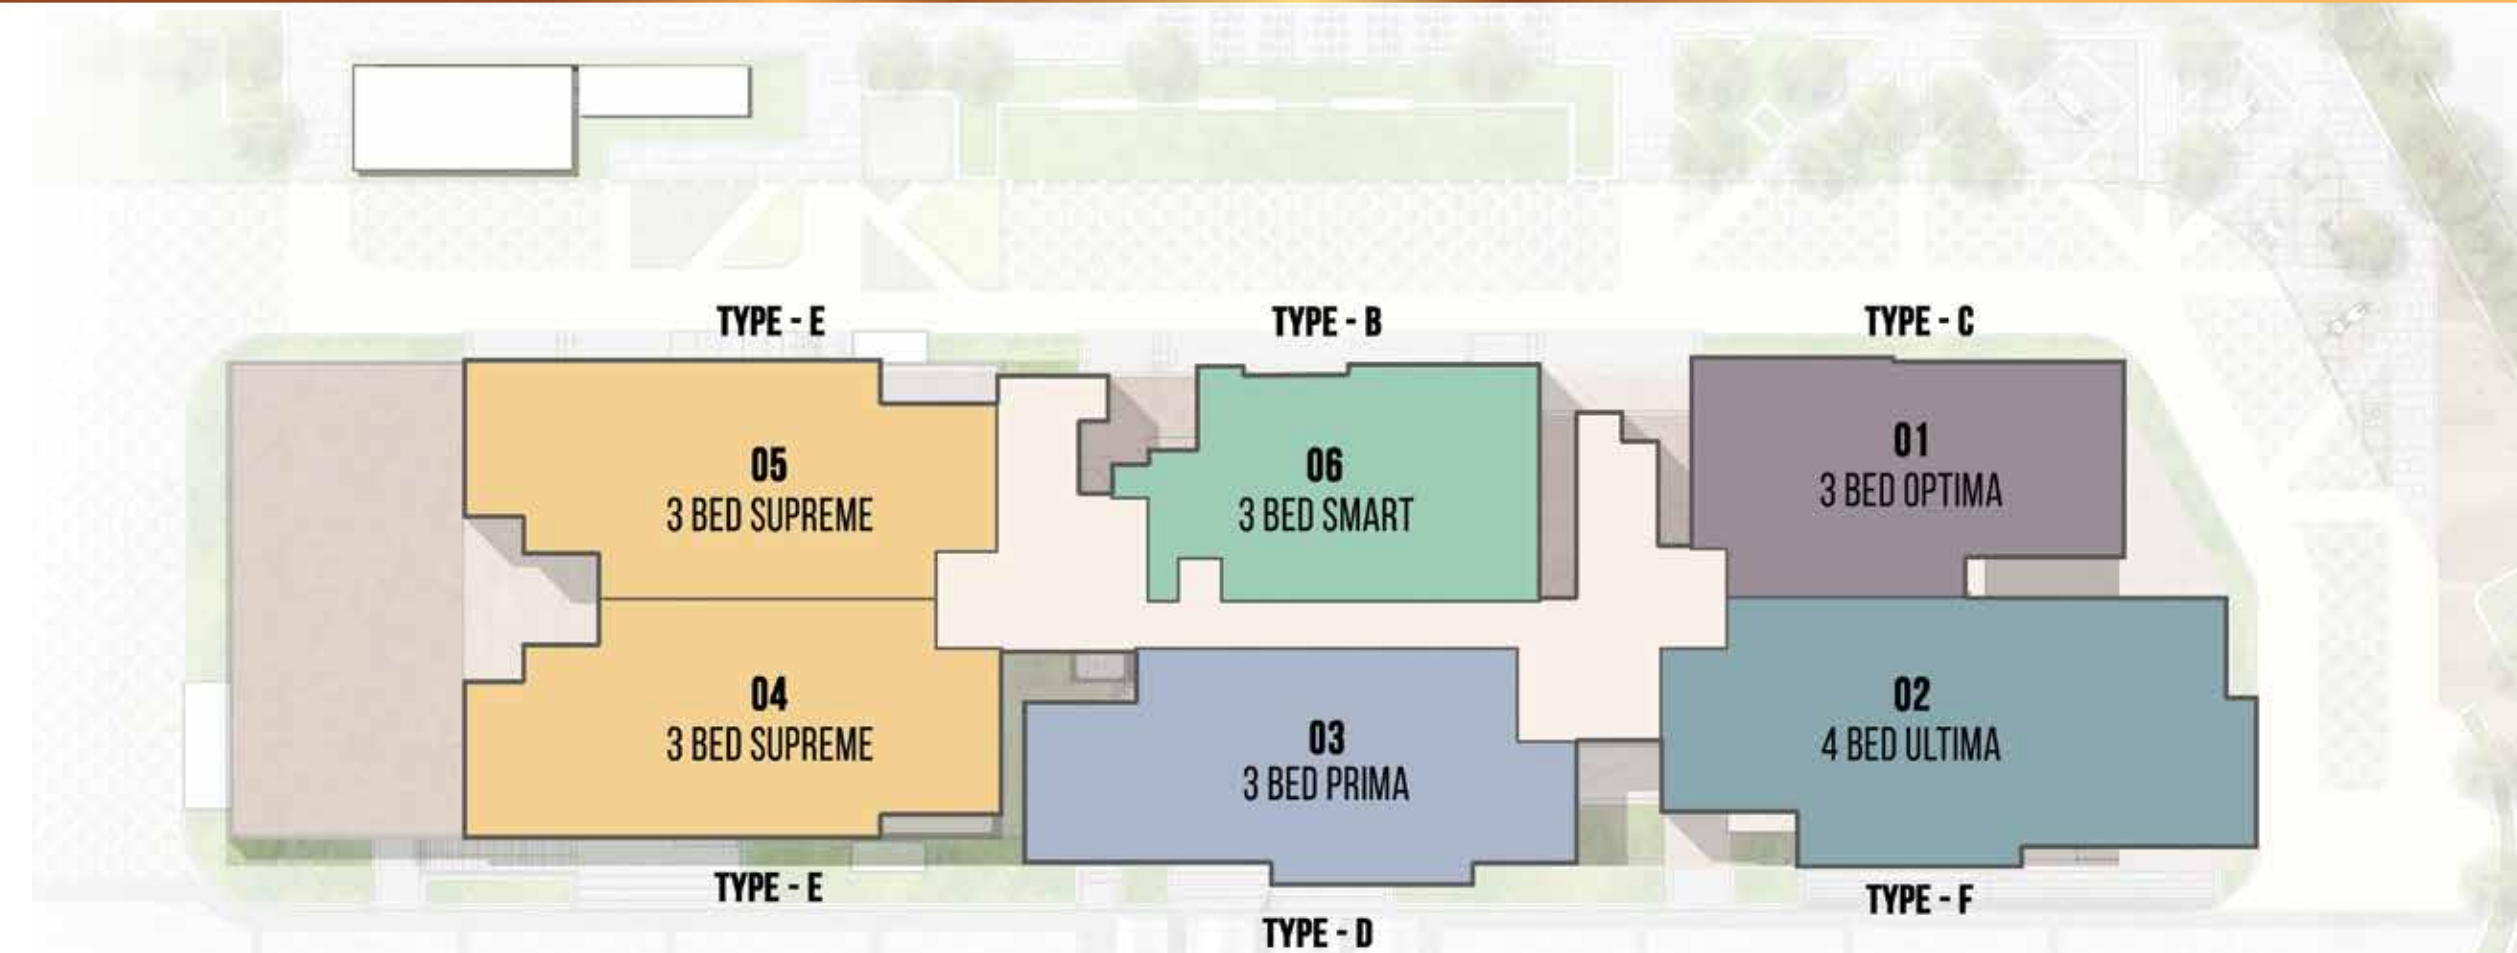 TYPE - E
TYPE - B
TYPE - C
05
3 BED SUPREME
06
3 BED SMART
01
3 BED OPTIMA
04
3 BED SUPREME
03
3 BED PRIMA
02
4 BED ULTIMA
TYPE - E
TYPE - D
TYPE - F